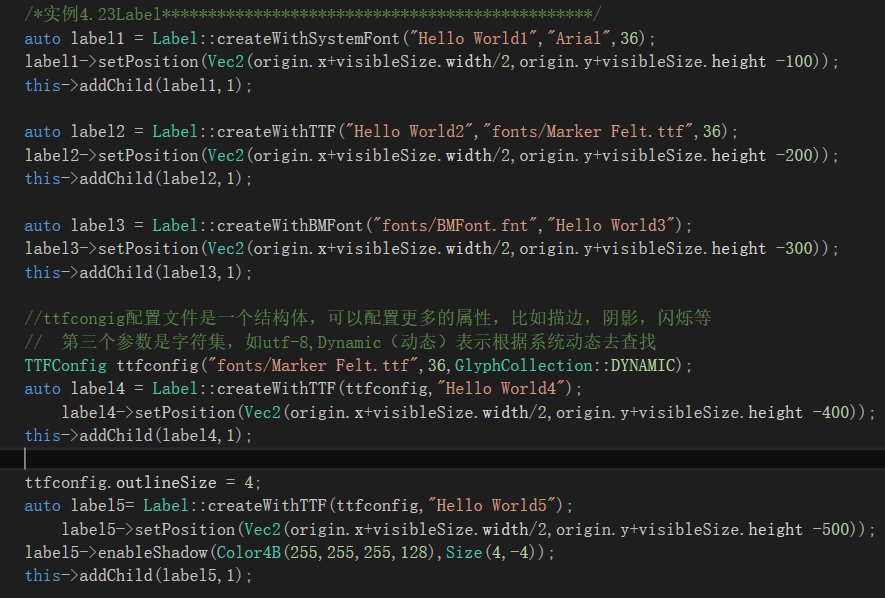 /*实例4.23Label***********************************************/
auto label1 = Label::createWithSystemFont("Hello World1","Arial",36);
label1->setPosition(Vec2(origin.x+visibleSize.width/2,origin.y+visibleSize.height -100));
this->addChild(label1,1);
auto label2 = Label::createWithTTF("Hello World2","fonts/Marker Felt.ttf",36);
label2->setPosition(Vec2(origin.x+visibleSize.width/2,origin.y+visibleSize.height -200));
this->addChild(label2,1);
auto label3 = Label::createWithBMFont("fonts/BMFont.fnt","Hello World3");
label3->setPosition(Vec2(origin.x+visibleSize.width/2,origin.y+visibleSize.height -300));
this->addChild(label3,1);
//ttfcongig配置文件是一个结构体，可以配置更多的属性，比如描边，阴影，闪烁等
//  第三个参数是字符集，如utf-8,Dynamic（动态）表示根据系统动态去查找
TTFConfig ttfconfig("fonts/Marker Felt.ttf",36,GlyphCollection::DYNAMIC);
auto label4 = Label::createWithTTF(ttfconfig,"Hello World4");
    label4->setPosition(Vec2(origin.x+visibleSize.width/2,origin.y+visibleSize.height -400));
this->addChild(label4,1);
ttfconfig.outlineSize = 4;
auto label5= Label::createWithTTF(ttfconfig,"Hello World5");
    label5->setPosition(Vec2(origin.x+visibleSize.width/2,origin.y+visibleSize.height -500));
label5->enableShadow(Color4B(255,255,255,128),Size(4,-4));
this->addChild(label5,1);